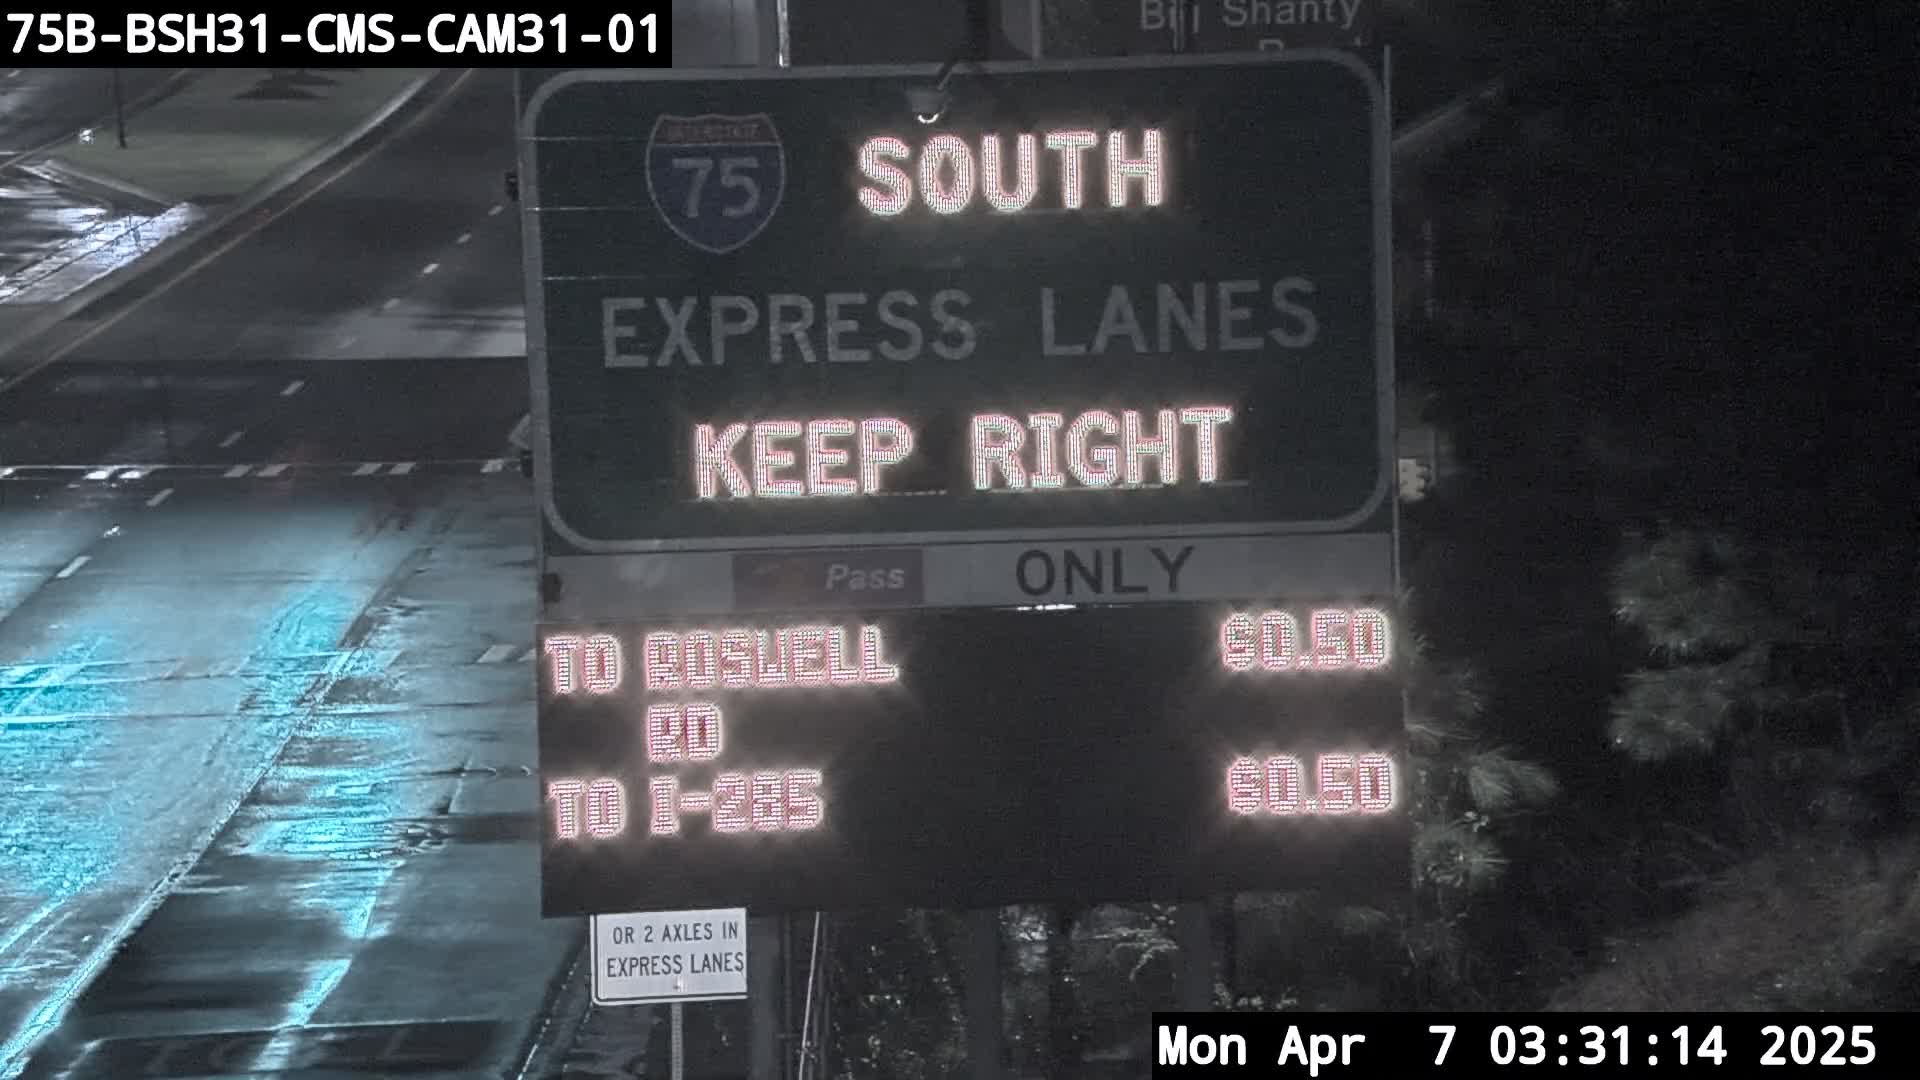 75B-BSH31-CMS-CAM31-01
Shanty
INTERSTATE
75
SOUTH
EXPRESS LANES
KEEP RIGHT
Pass
ONLY
TO ROSWELL $0.50
RD
TO I-285 $0.50
OR 2 AXLES IN
EXPRESS LANES
Mon Apr 7 03:31:14 2025